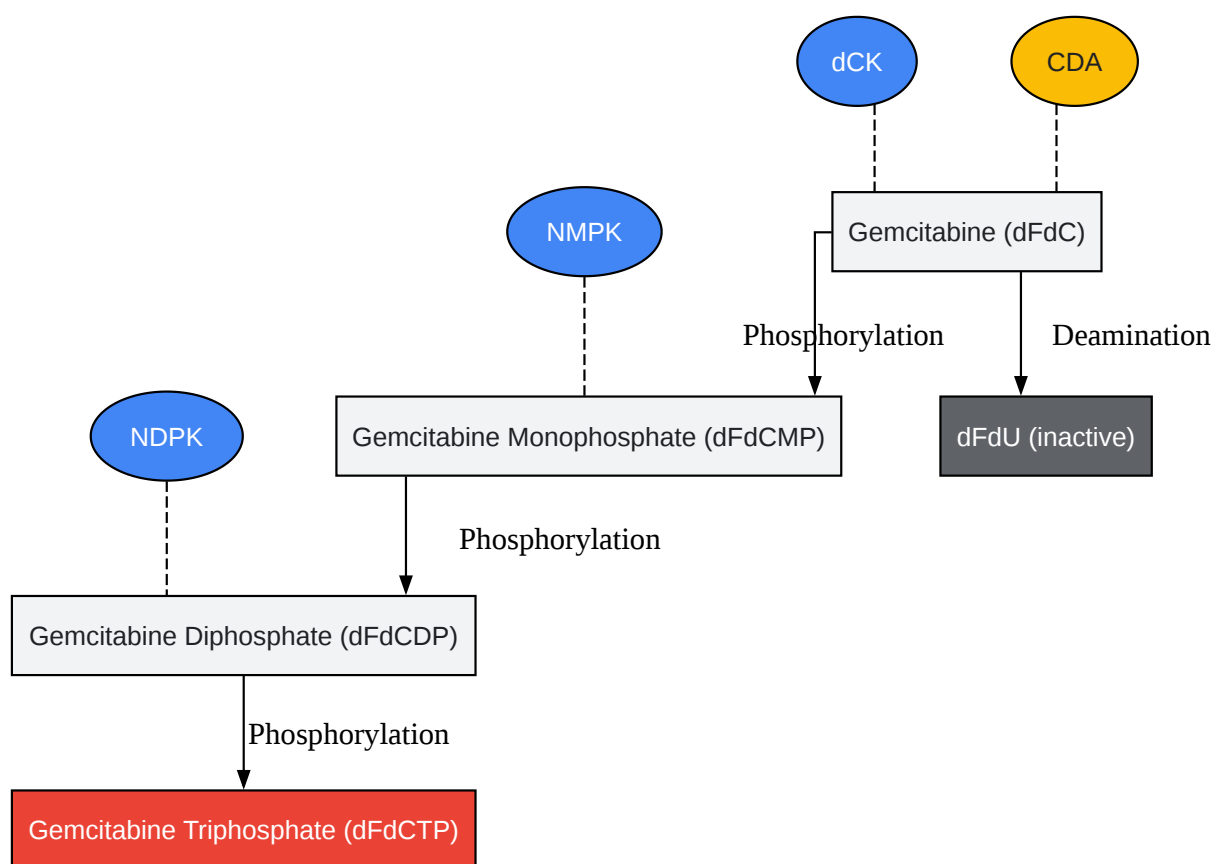 dCK
CDA
NMPK
Gemcitabine (dFdC)
Phosphorylation
Deamination
NDPK
Gemcitabine Monophosphate (dFdCMP)
dFdU (inactive)
Phosphorylation
Gemcitabine Diphosphate (dFdCDP)
Phosphorylation
Gemcitabine Triphosphate (dFdCTP)